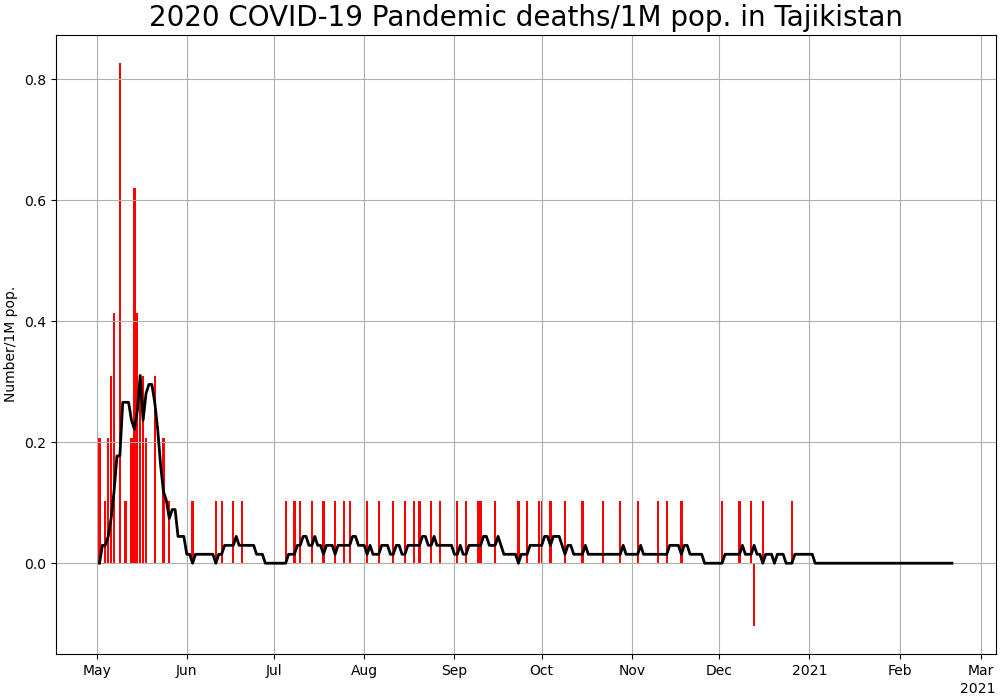 2020 COVID-19 Pandemic deaths/1M pop. in Tajikistan
Number/1M pop.
0.8
0.6
0.4
0.2
0.0
May Jun Jul Aug Sep Oct Nov Dec 2021 Feb Mar
2021